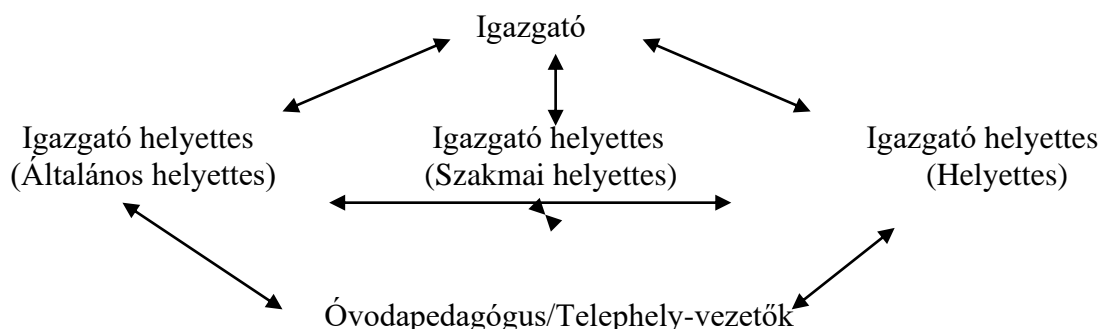 Igazgató
Igazgató helyettes Igazgató helyettes Igazgató helyettes
(Általános helyettes) (Szakmai helyettes) (Helyettes)
Óvodapedagógus/Telephely-vezetők